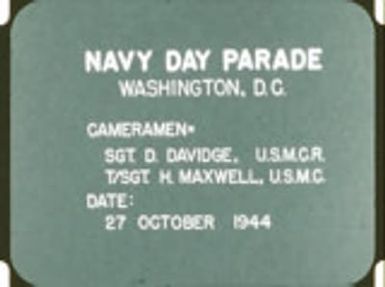 NAVY DAY PARADE
WASHINGTON, D.C.
CAMERAMEN=
SGT. D. DAVIDGE, U.S.M.C.R.
T/SGT. H. MAXWELL, U.S.M.C.
DATE:
27 OCTOBER 1944